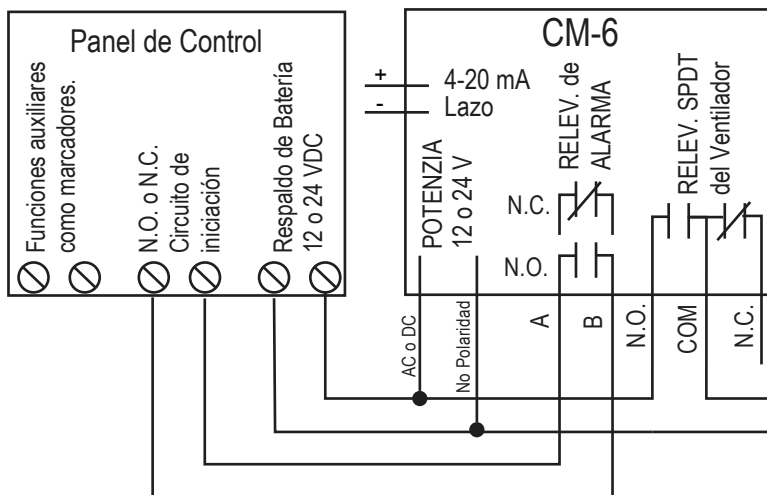 Panel de Control
Funciones auxiliares
como marcadores.
N.O. o N.C.
Circuito de
iniciación
Respaldo de Batería
12 o 24 VDC
CM-6
+
-
4-20 mA
Lazo
POTENZIA
12 o 24 V
RELEV. de
ALARMA
N.C.
N.O.
RELEV. SPDT
del Ventilador
AC o DC
No Polaridad
A
B
N.O.
COM
N.C.